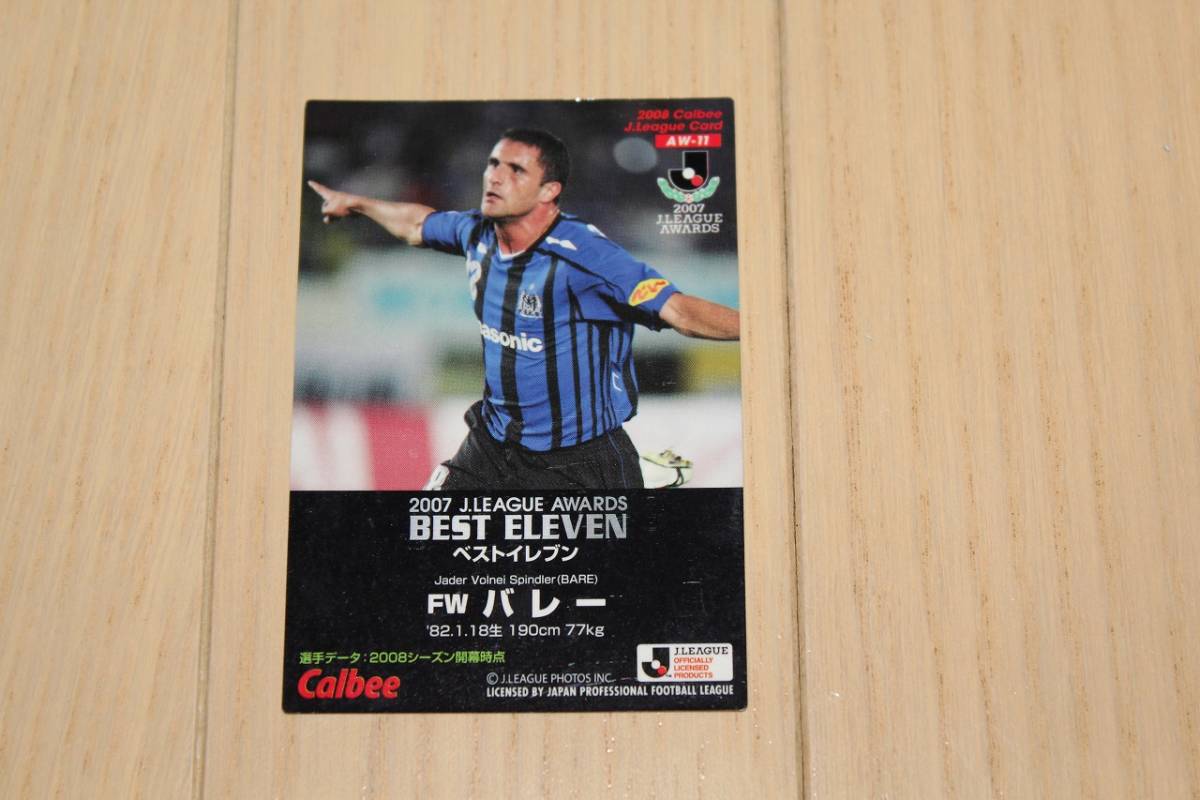 2008 Calbee
J.League Card
AW-11
2007
J.LEAGUE
AWARDS
Panasonic
2007 J.LEAGUE AWARDS
BEST ELEVEN
ベストイレブン
Jader Volnei Spindler(BARE)
FW バレー
'82.1.18生 190cm 77kg
選手データ:2008シーズン開幕時点
Calbee
J.LEAGUE
OFFICIALLY
LICENSED
PRODUCTS
TM
© J.LEAGUE PHOTOS INC.
LICENSED BY JAPAN PROFESSIONAL FOOTBALL LEAGUE